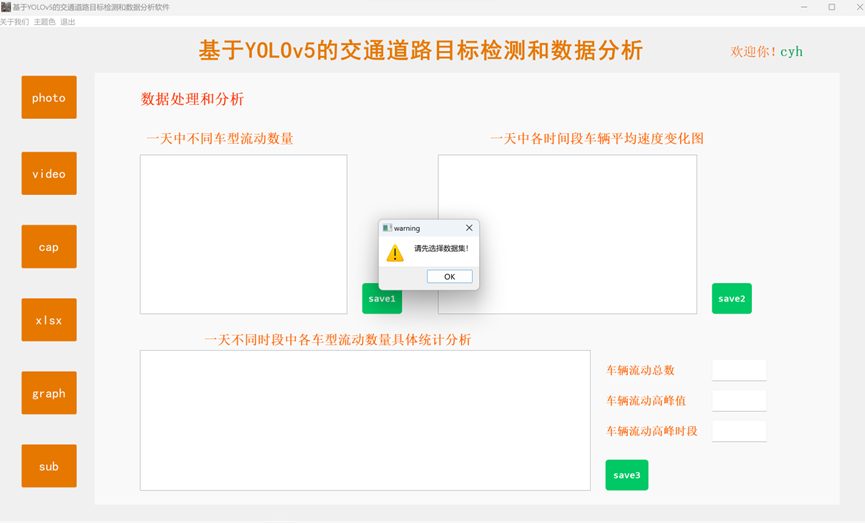 基于YOLOv5的交通道路目标检测和数据分析软件
关于我们 主题色 退出
基于YOLOv5的交通道路目标检测和数据分析
欢迎你！cyh
photo
数据处理和分析
一天中不同车型流动数量
一天中各时间段车辆平均速度变化图
video
warning
请先选择数据集！
OK
cap
save1
save2
xlsx
一天不同时段中各车型流动数量具体统计分析
车辆流动总数
graph
车辆流动高峰值
车辆流动高峰时段
sub
save3